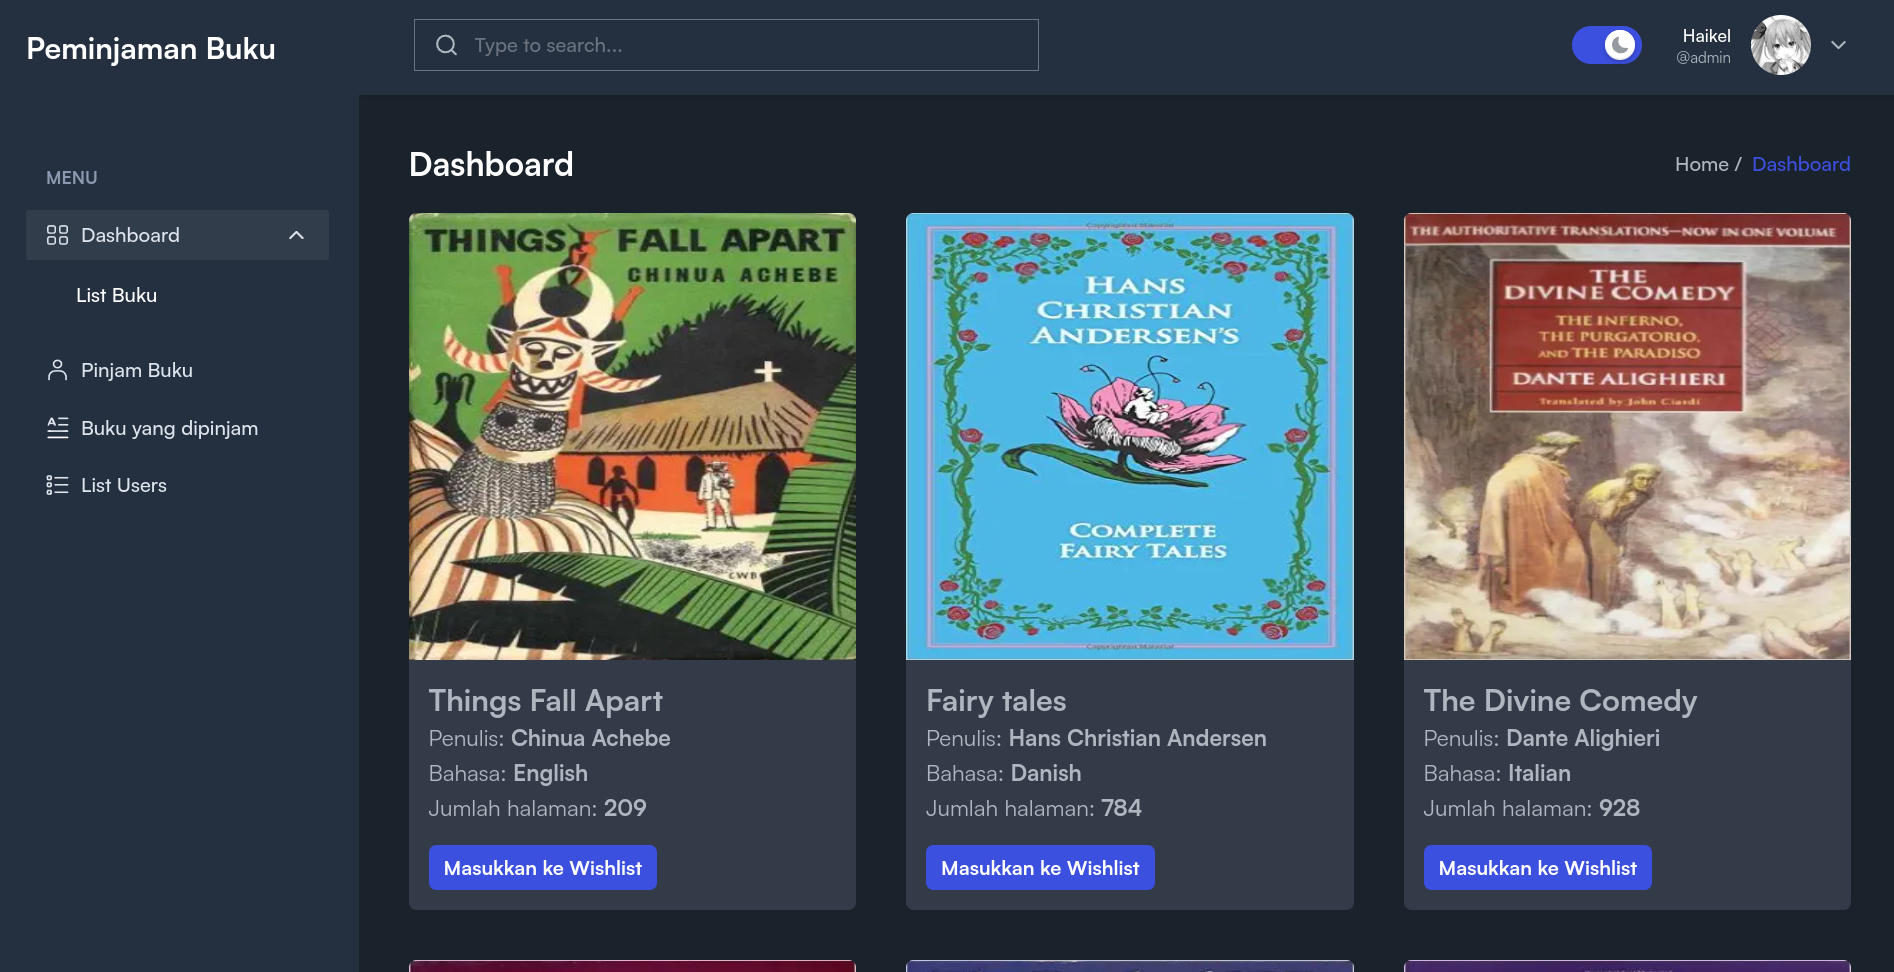 Peminjaman Buku
Type to search...
Haikel
@admin
MENU
Dashboard
List Buku
Pinjam Buku
Buku yang dipinjam
List Users
Dashboard
Home / Dashboard
THINGS FALL APART
CHINUA ACHEBE
CWB
Things Fall Apart
Penulis: Chinua Achebe
Bahasa: English
Jumlah halaman: 209
Masukkan ke Wishlist
Copyrighted Material
HANS
CHRISTIAN
ANDERSEN'S
COMPLETE
FAIRY TALES
Copyrighted Material
Fairy tales
Penulis: Hans Christian Andersen
Bahasa: Danish
Jumlah halaman: 784
Masukkan ke Wishlist
THE AUTHORITATIVE TRANSLATIONS—NOW IN ONE VOLUME
THE
DIVINE COMEDY
THE INFERNO,
THE PURGATORIO,
AND THE PARADISO
DANTE ALIGHIERI
Translated by John Ciardi
The Divine Comedy
Penulis: Dante Alighieri
Bahasa: Italian
Jumlah halaman: 928
Masukkan ke Wishlist